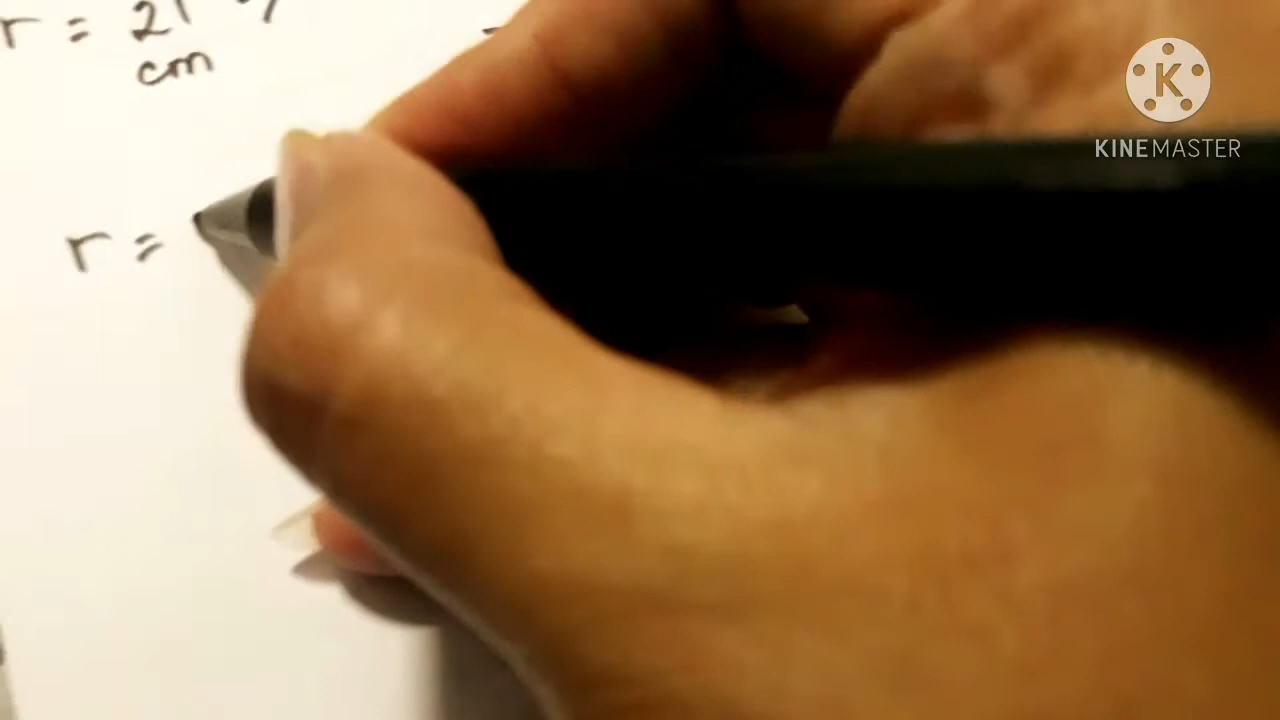 r = 21
cm
r =
K
KINEMASTER